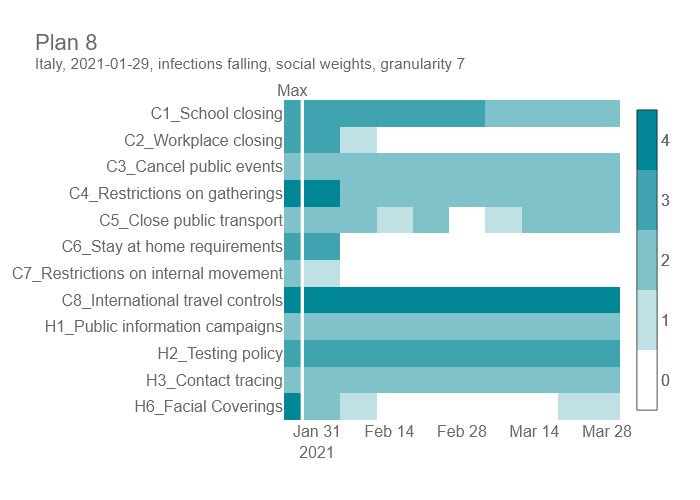 Plan 8
Italy, 2021-01-29, infections falling, social weights, granularity 7
Max
C1_School closing
C2_Workplace closing
C3_Cancel public events
C4_Restrictions on gatherings
C5_Close public transport
C6_Stay at home requirements
C7_Restrictions on internal movement
C8_International travel controls
H1_Public information campaigns
H2_Testing policy
H3_Contact tracing
H6_Facial Coverings
Jan 31 Feb 14 Feb 28 Mar 14 Mar 28
2021
4
3
2
1
0